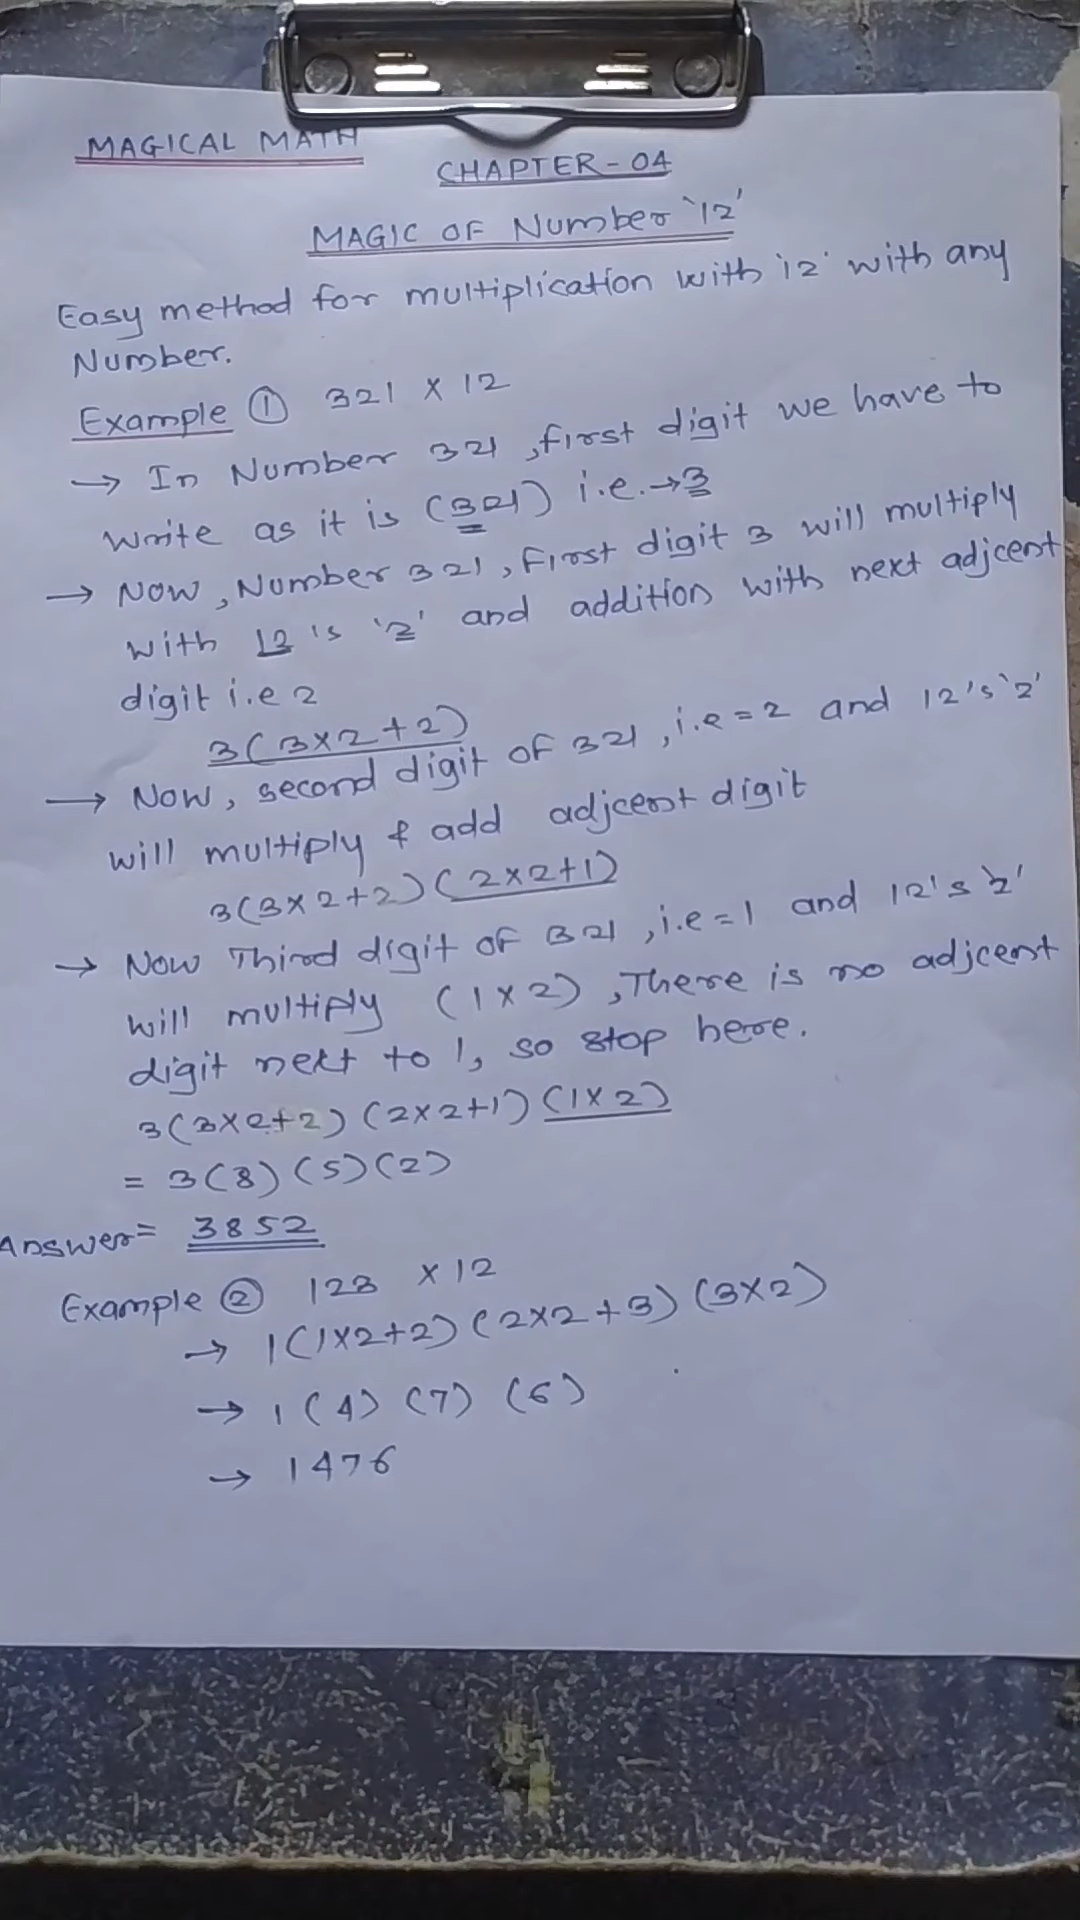 MAGICAL MATH
CHAPTER-04
MAGIC OF Number '12'
Easy method for multiplication with 12' with any
Number.
Example ① 321 x 12
→ In Number 321, first digit we have to
write as it is (321) i.e.→3
→ Now, Number 321, First digit 3 will multiply
with 12's '2' and addition with next adjcent
digit i.e 2
3(3x2+2)
→ Now, second digit of 321, i.e=2 and 12's '2'
will multiply & add adjcent digit
3(3x2+2)(2x2+1)
→ Now Third digit of 321, i.e=1 and 12's '2'
will multiply (1x2), There is no adjcent
digit next to 1, so stop here.
3(3x2+2)(2x2+1)(1x2)
= 3(8)(5)(2)
Answer= 3852
Example ② 123 x 12
→ 1(1x2+2)(2x2+3)(3x2)
→ 1(4)(7)(6)
→ 1476